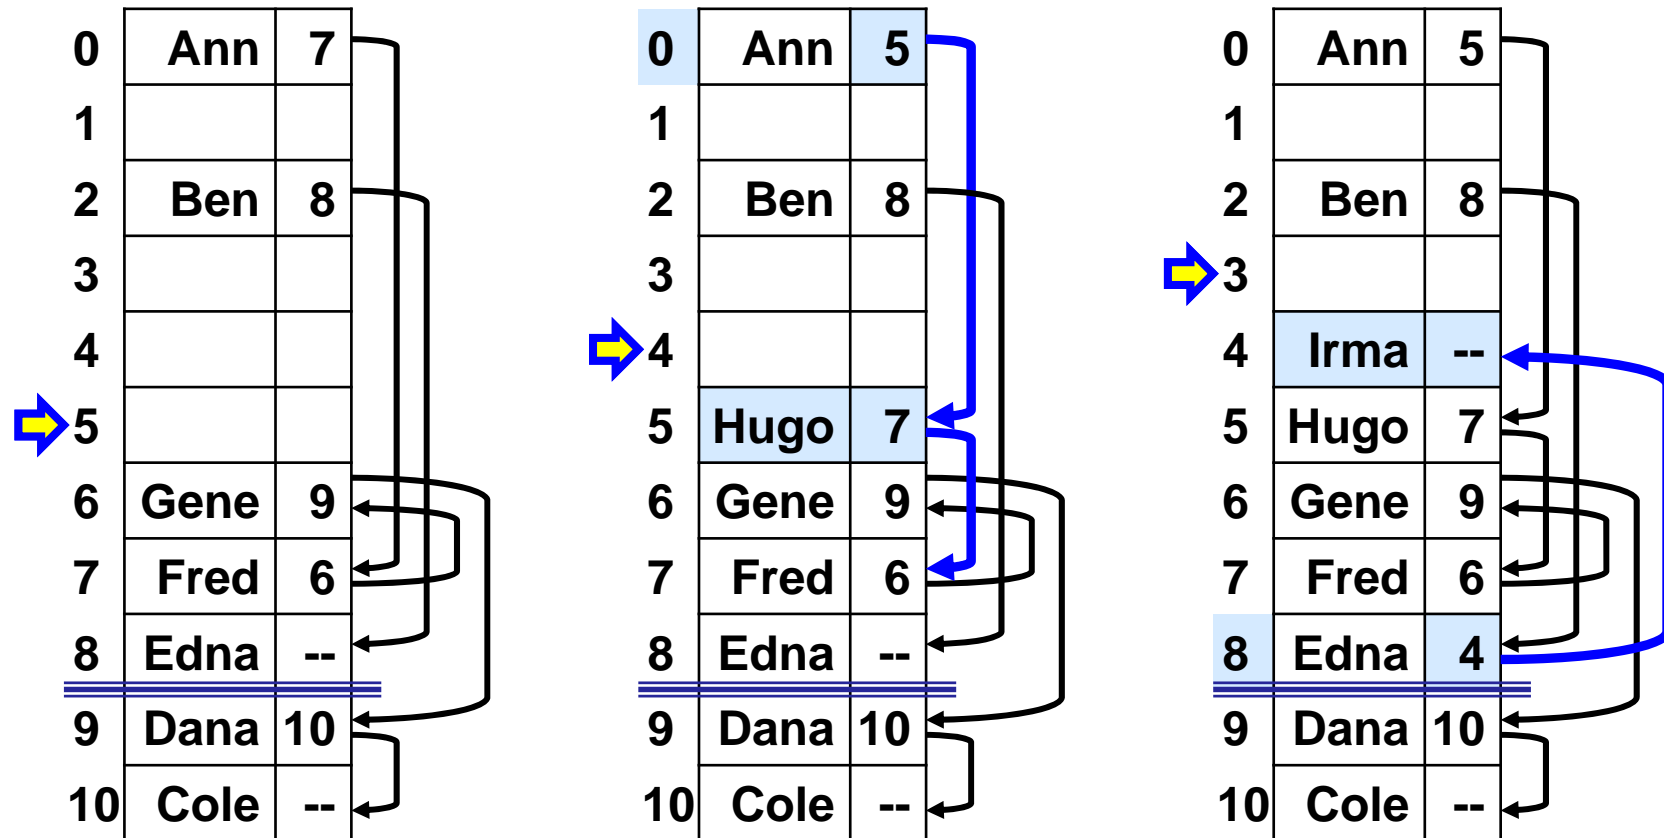 0 Ann 7
1
2 Ben 8
3
4
5
6 Gene 9
7 Fred 6
8 Edna --
9 Dana 10
10 Cole --
0 Ann 5
1
2 Ben 8
3
4
5 Hugo 7
6 Gene 9
7 Fred 6
8 Edna --
9 Dana 10
10 Cole --
0 Ann 5
1
2 Ben 8
3
4 Irma --
5 Hugo 7
6 Gene 9
7 Fred 6
8 Edna 4
9 Dana 10
10 Cole --